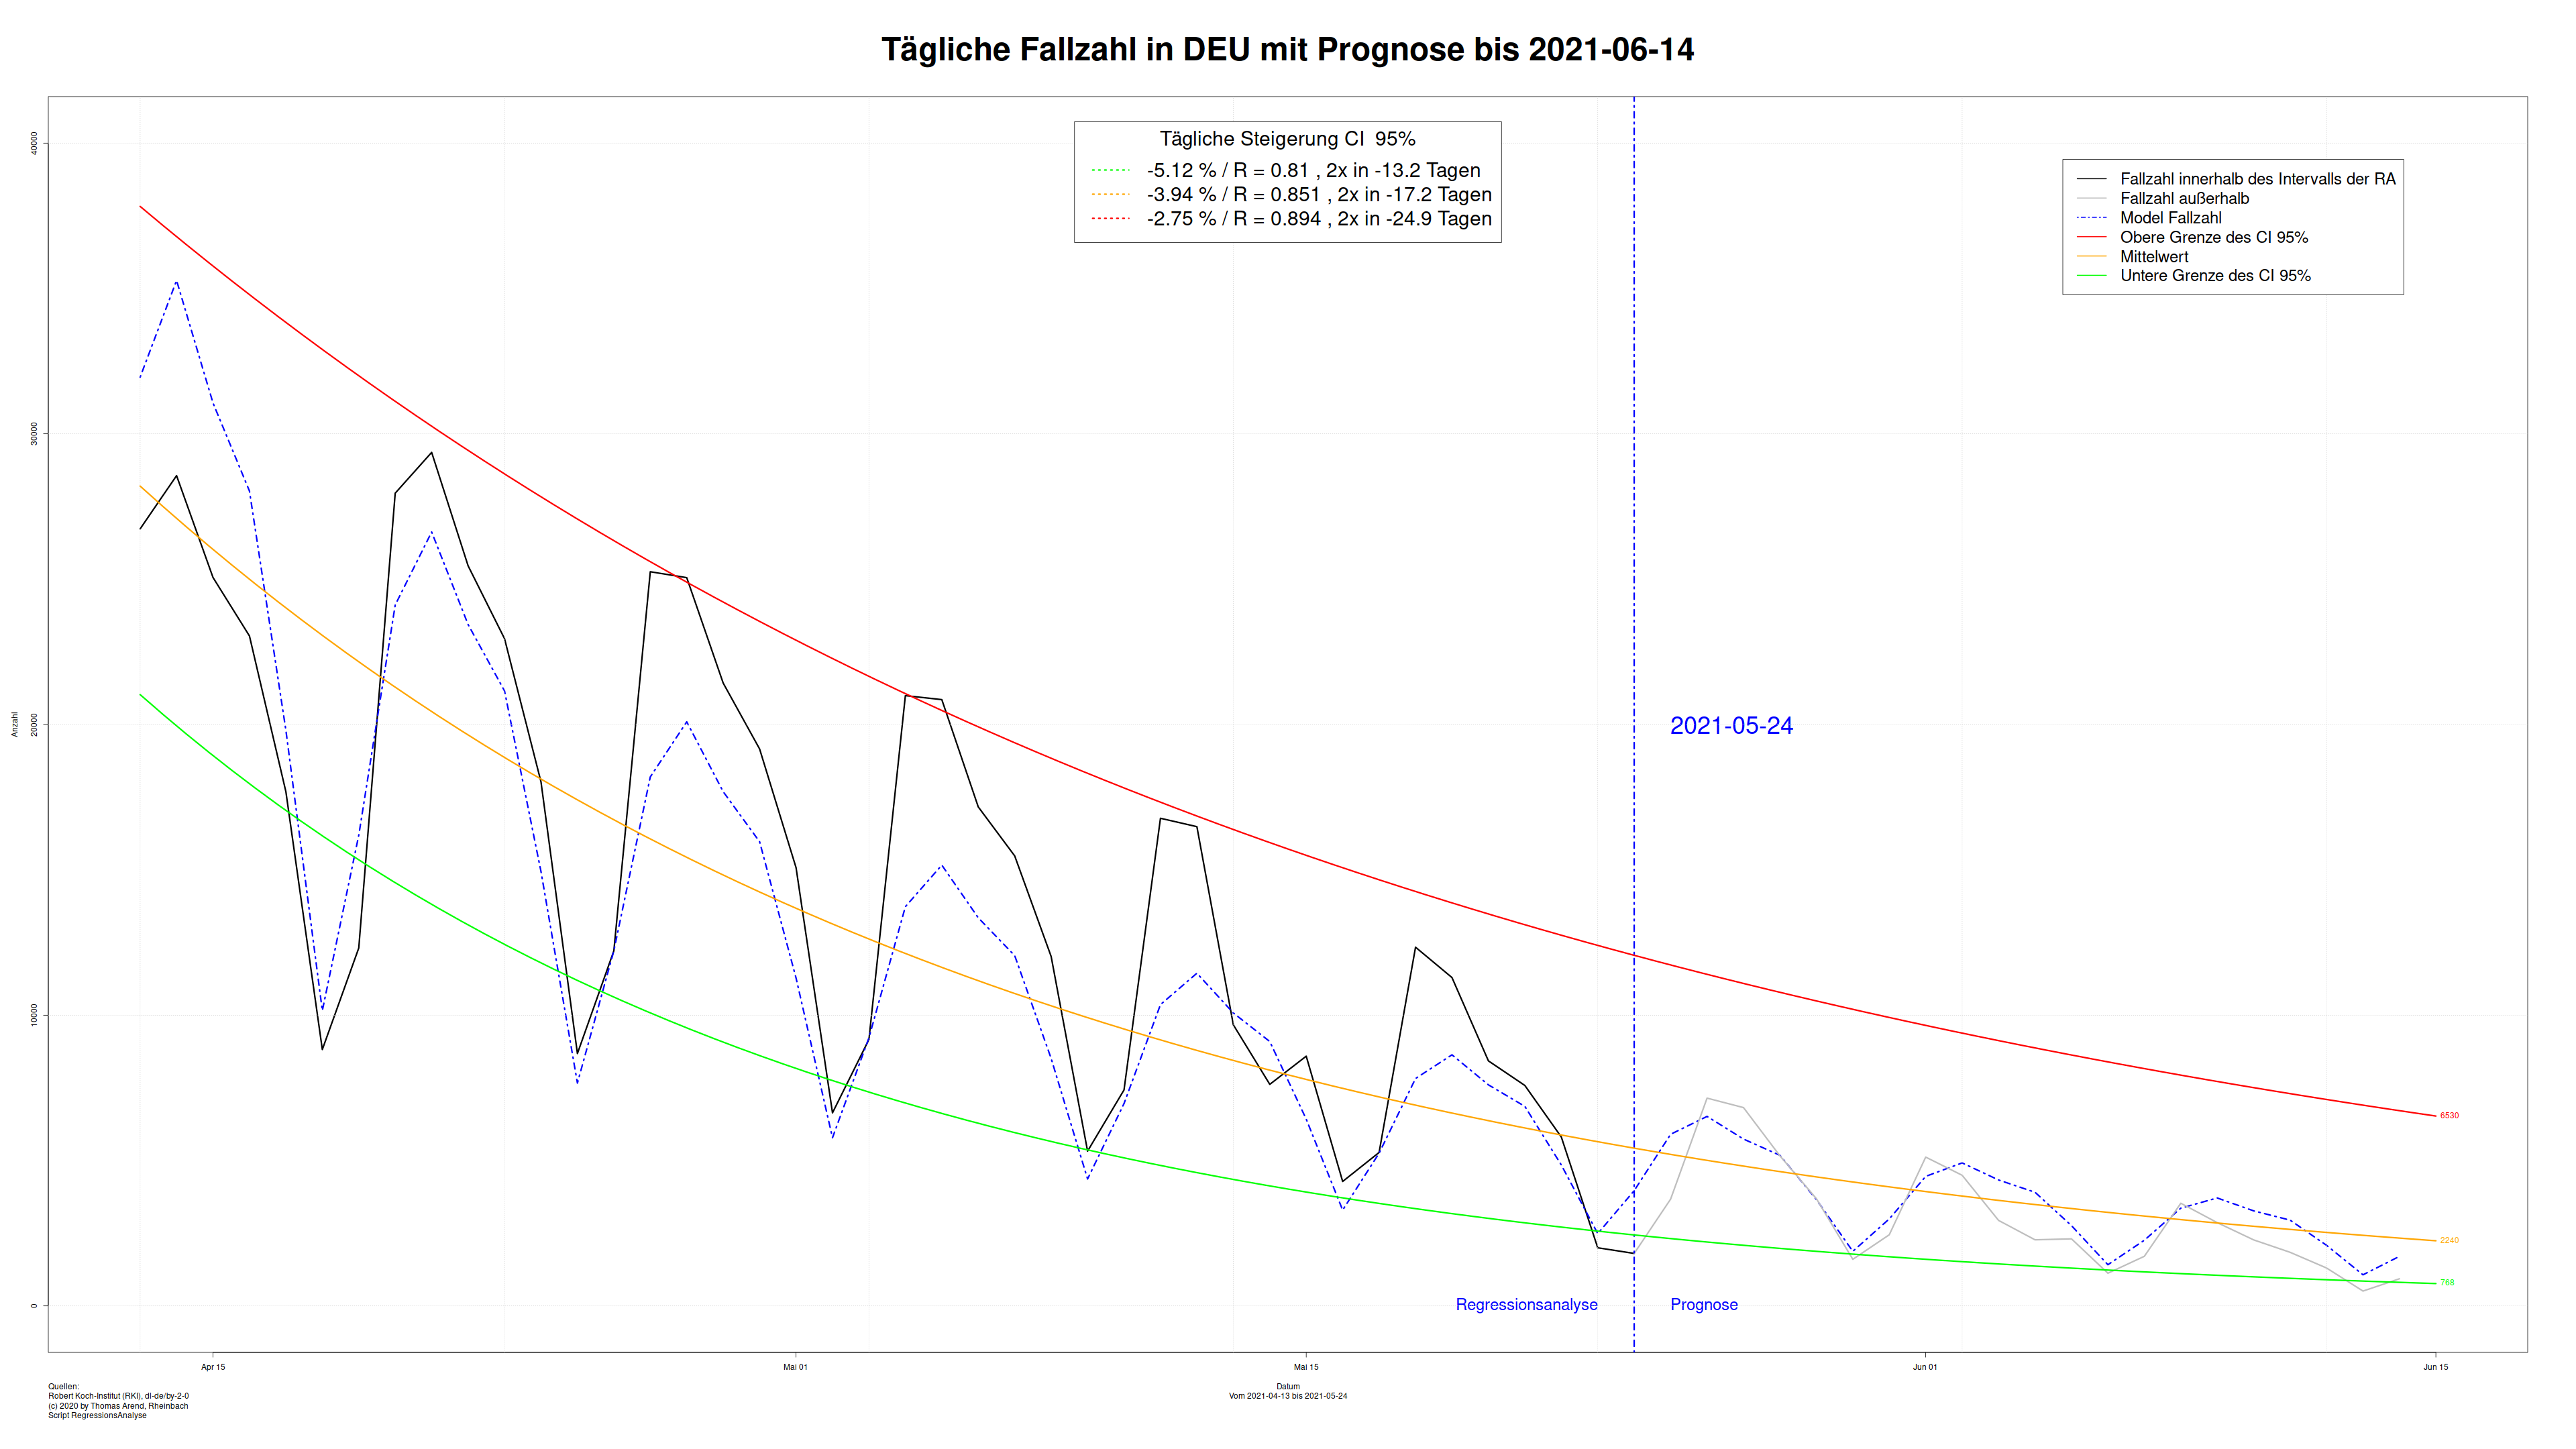 Tägliche Fallzahl in DEU mit Prognose bis 2021-06-14
Tägliche Steigerung CI  95%
-5.12 % / R = 0.81 , 2x in -13.2 Tagen
-3.94 % / R = 0.851 , 2x in -17.2 Tagen
-2.75 % / R = 0.894 , 2x in -24.9 Tagen
Fallzahl innerhalb des Intervalls der RA
Fallzahl außerhalb
Model Fallzahl
Obere Grenze des CI 95%
Mittelwert
Untere Grenze des CI 95%
Anzahl
40000
30000
20000
10000
0
2021-05-24
6530
2240
768
Regressionsanalyse
Prognose
Apr 15
Mai 01
Mai 15
Jun 01
Jun 15
Datum
Vom 2021-04-13 bis 2021-05-24
Quellen:
Robert Koch-Institut (RKI), dl-de/by-2-0
(c) 2020 by Thomas Arend, Rheinbach
Script RegressionsAnalyse